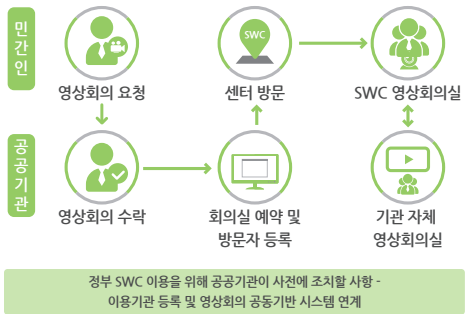 민간인
영상회의 요청
SWC
센터 방문
SWC 영상회의실
공공기관
영상회의 수락
회의실 예약 및
방문자 등록
기관 자체
영상회의실
정부 SWC 이용을 위해 공공기관이 사전에 조치할 사항 -
이용기관 등록 및 영상회의 공동기반 시스템 연계